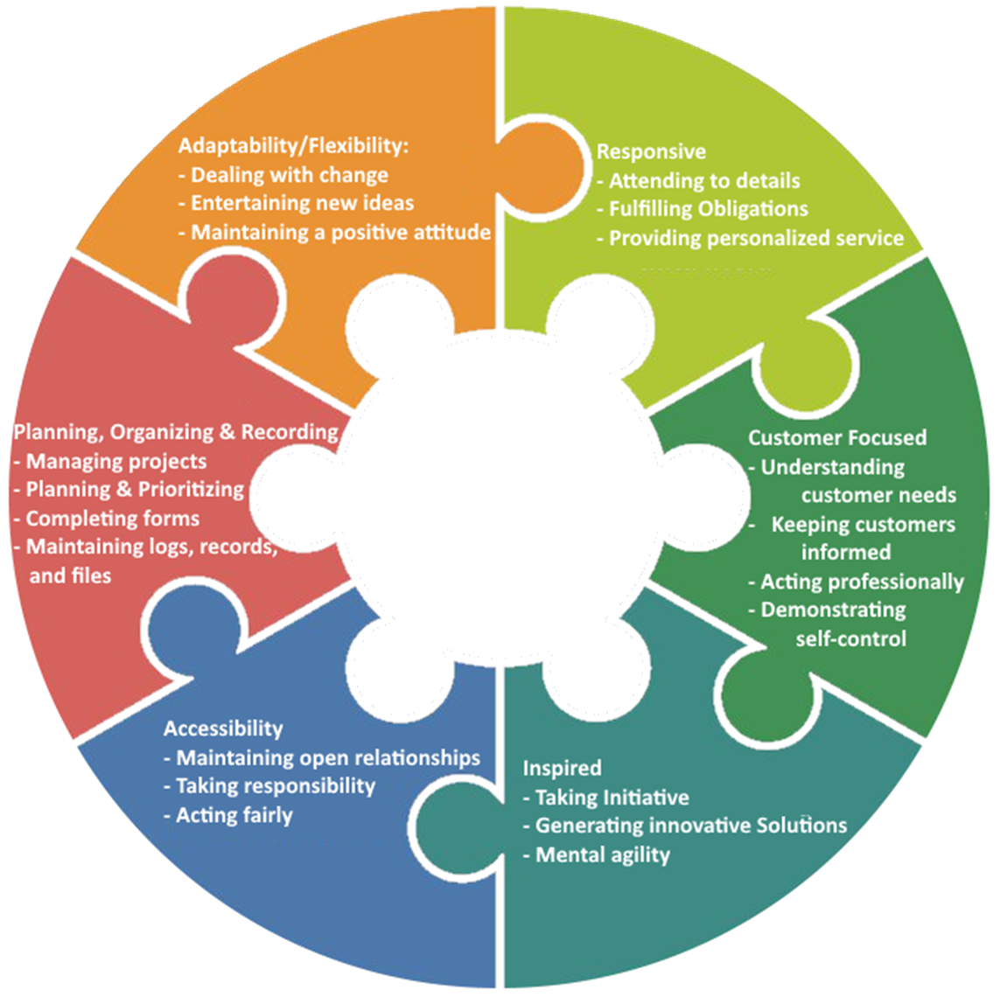 Adaptability/Flexibility:
- Dealing with change
- Entertaining new ideas
- Maintaining a positive attitude
Responsive
- Attending to details
- Fulfilling Obligations
- Providing personalized service
Customer Focused
- Understanding
customer needs
- Keeping customers
informed
- Acting professionally
- Demonstrating
self-control
Inspired
- Taking Initiative
- Generating innovative Solutions
- Mental agility
Accessibility
- Maintaining open relationships
- Taking responsibility
- Acting fairly
Planning, Organizing & Recording
- Managing projects
- Planning & Prioritizing
- Completing forms
- Maintaining logs, records,
and files